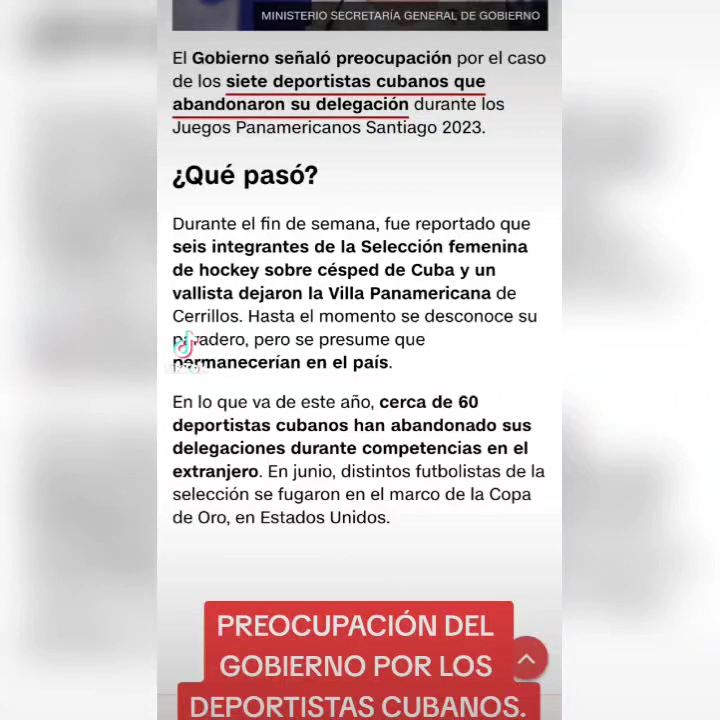 MINISTERIO SECRETARÍA GENERAL DE GOBIERNO
El Gobierno señaló preocupación por el caso
de los siete deportistas cubanos que
abandonaron su delegación durante los
Juegos Panamericanos Santiago 2023.
¿Qué pasó?
Durante el fin de semana, fue reportado que
seis integrantes de la Selección femenina
de hockey sobre césped de Cuba y un
vallista dejaron la Villa Panamericana de
Cerrillos. Hasta el momento se desconoce su
paradero, pero se presume que
permanecerían en el país.
En lo que va de este año, cerca de 60
deportistas cubanos han abandonado sus
delegaciones durante competencias en el
extranjero. En junio, distintos futbolistas de la
selección se fugaron en el marco de la Copa
de Oro, en Estados Unidos.
PREOCUPACIÓN DEL
GOBIERNO POR LOS
DEPORTISTAS CUBANOS.